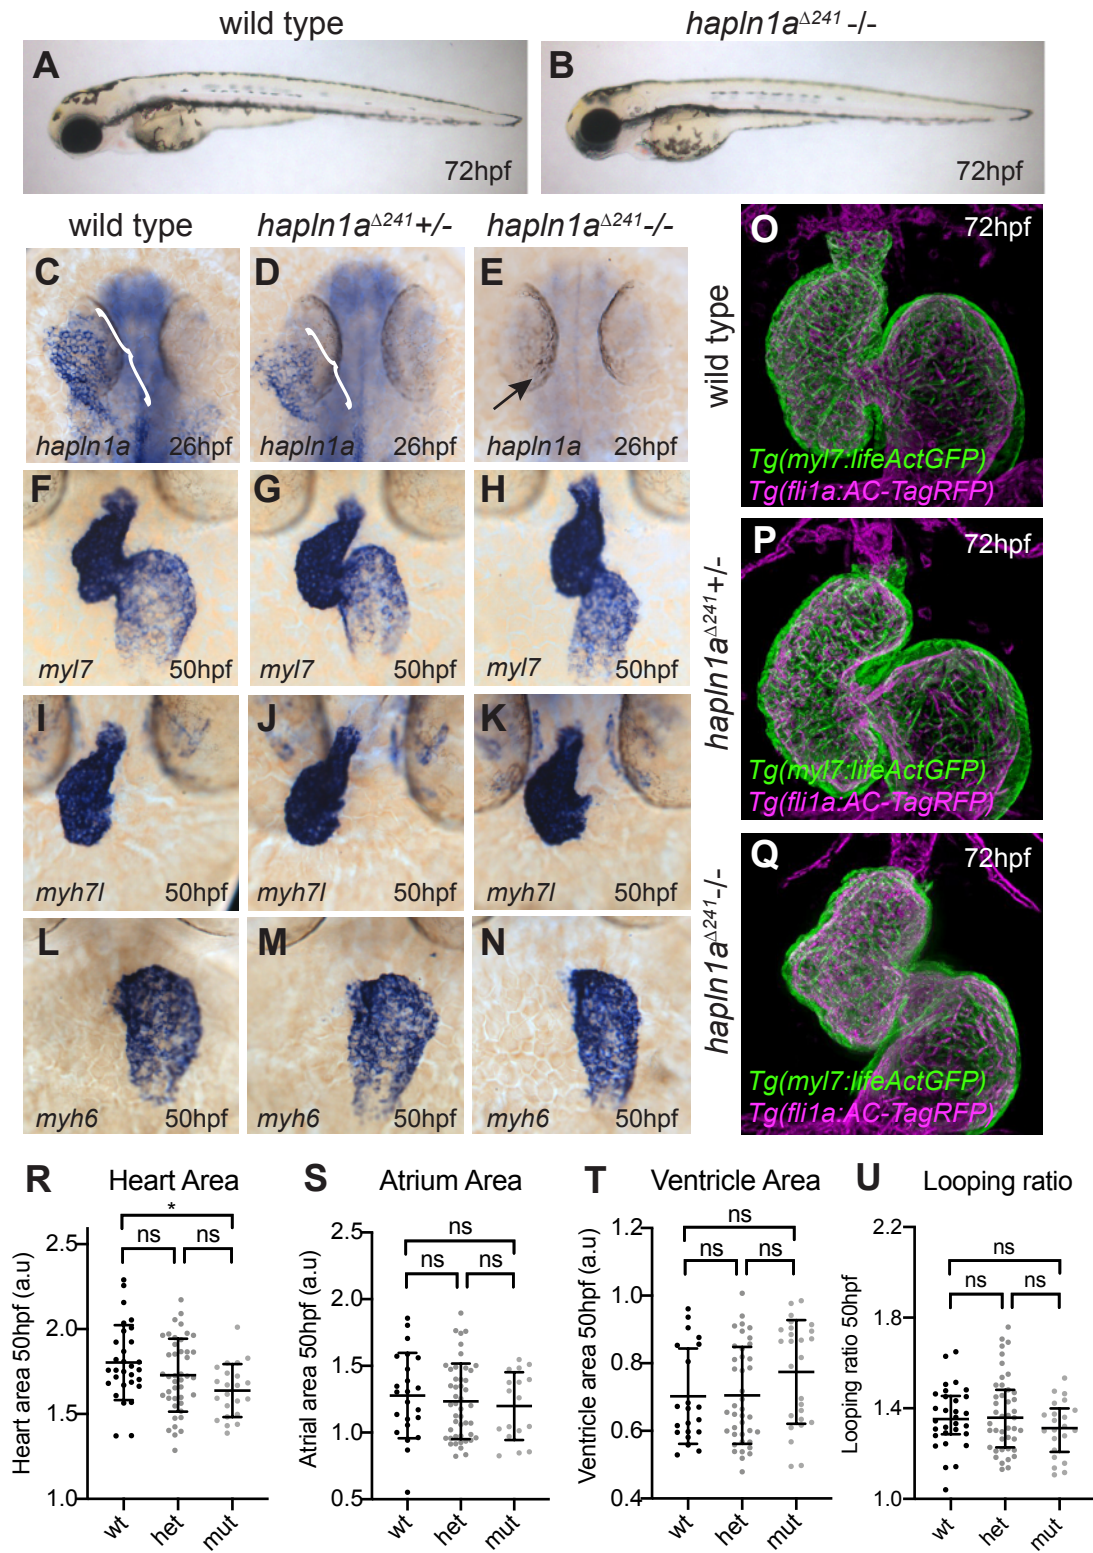 wild type
hapln1aΔ241 -/-
A
72hpf
B
72hpf
wild type
hapln1aΔ241+/-
hapln1aΔ241-/-
C
hapln1a 26hpf
D
hapln1a 26hpf
E
hapln1a 26hpf
F
myl7 50hpf
G
myl7 50hpf
H
myl7 50hpf
I
myh7l 50hpf
J
myh7l 50hpf
K
myh7l 50hpf
L
myh6 50hpf
M
myh6 50hpf
N
myh6 50hpf
wild type
O
72hpf
Tg(myl7:lifeActGFP)
Tg(fli1a:AC-TagRFP)
hapln1aΔ241+/-
P
72hpf
Tg(myl7:lifeActGFP)
Tg(fli1a:AC-TagRFP)
hapln1aΔ241-/-
Q
72hpf
Tg(myl7:lifeActGFP)
Tg(fli1a:AC-TagRFP)
R Heart Area
*
ns ns
Heart area 50hpf (a.u)
2.5
2.0
1.5
1.0
wt het mut
S Atrium Area
ns
ns ns
Atrial area 50hpf (a.u)
2.5
2.0
1.5
1.0
0.5
wt het mut
T Ventricle Area
ns
ns ns
Ventricle area 50hpf (a.u)
1.2
1.0
0.8
0.6
0.4
wt het mut
U Looping ratio
ns
ns ns
Looping ratio 50hpf
2.2
1.8
1.4
1.0
wt het mut